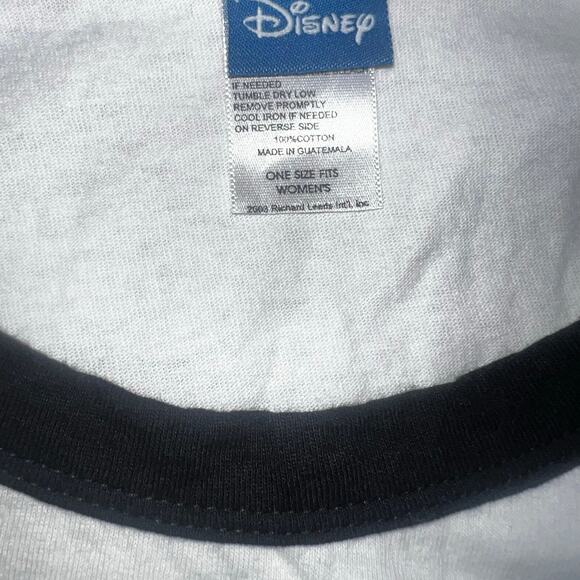 Disney
IF NEEDED
TUMBLE DRY LOW
REMOVE PROMPTLY
COOL IRON IF NEEDED
ON REVERSE SIDE
100%COTTON
MADE IN GUATEMALA
ONE SIZE FITS
WOMEN'S
2003 Richard Leeds Int'l, Inc